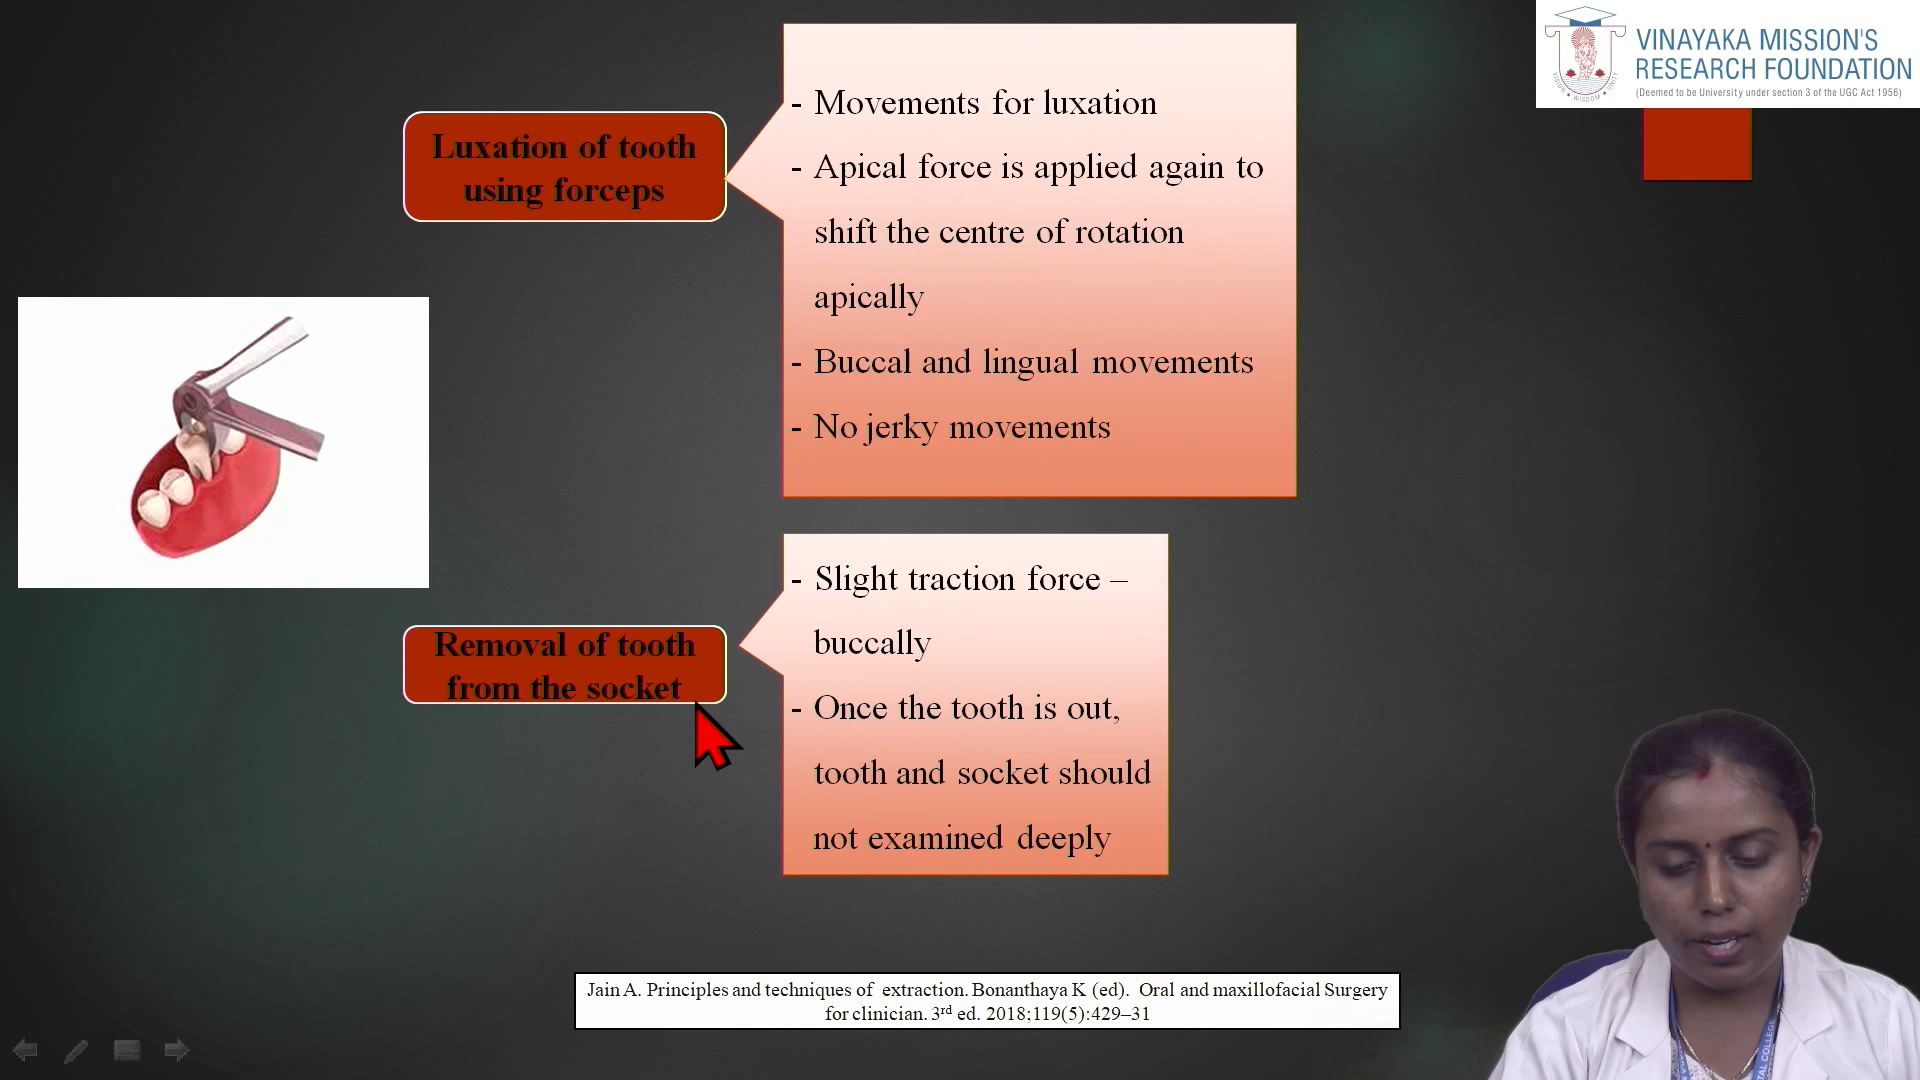 VINAYAKA MISSION'S
RESEARCH FOUNDATION
(Deemed to be University under section 3 of the UGC Act 1956)
Luxation of tooth
using forceps
- Movements for luxation
- Apical force is applied again to
shift the centre of rotation
apically
- Buccal and lingual movements
- No jerky movements
Removal of tooth
from the socket
- Slight traction force –
buccally
- Once the tooth is out,
tooth and socket should
not examined deeply
Jain A. Principles and techniques of extraction. Bonanthaya K (ed). Oral and maxillofacial Surgery
for clinician. 3rd ed. 2018;119(5):429–31